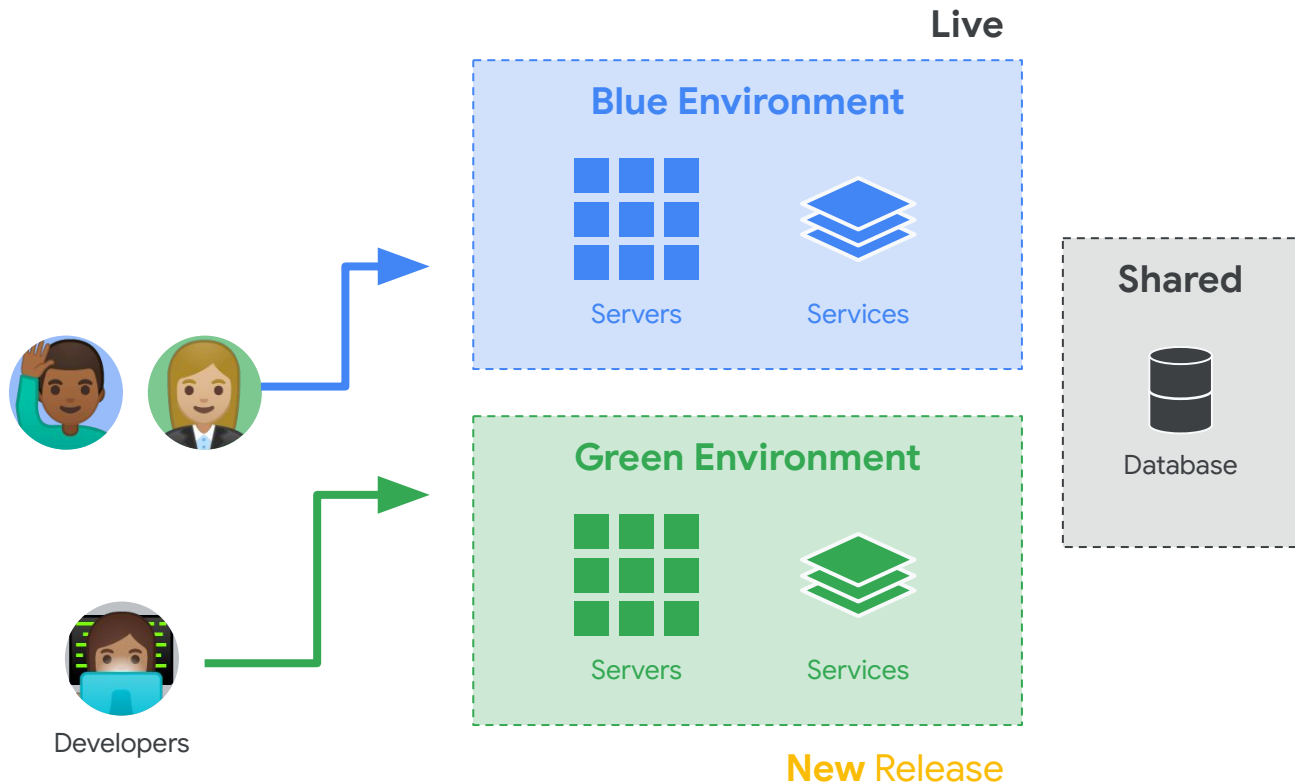 Live
Blue Environment
Servers
Services
Shared
Database
Green Environment
Servers
Services
Developers
New Release